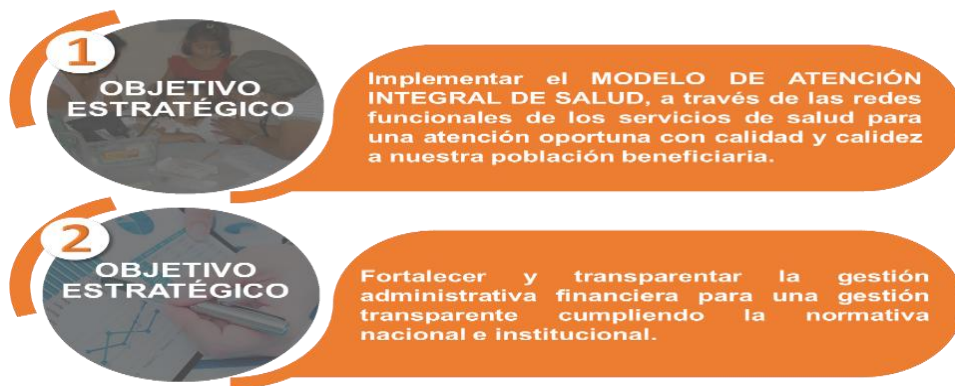 1
OBJETIVO
ESTRATÉGICO
Implementar el MODELO DE ATENCIÓN
INTEGRAL DE SALUD, a través de las redes
funcionales de los servicios de salud para
una atención oportuna con calidad y calidez
a nuestra población beneficiaria.
2
OBJETIVO
ESTRATÉGICO
Fortalecer y transparentar la gestión
administrativa financiera para una gestión
transparente cumpliendo la normativa
nacional e institucional.